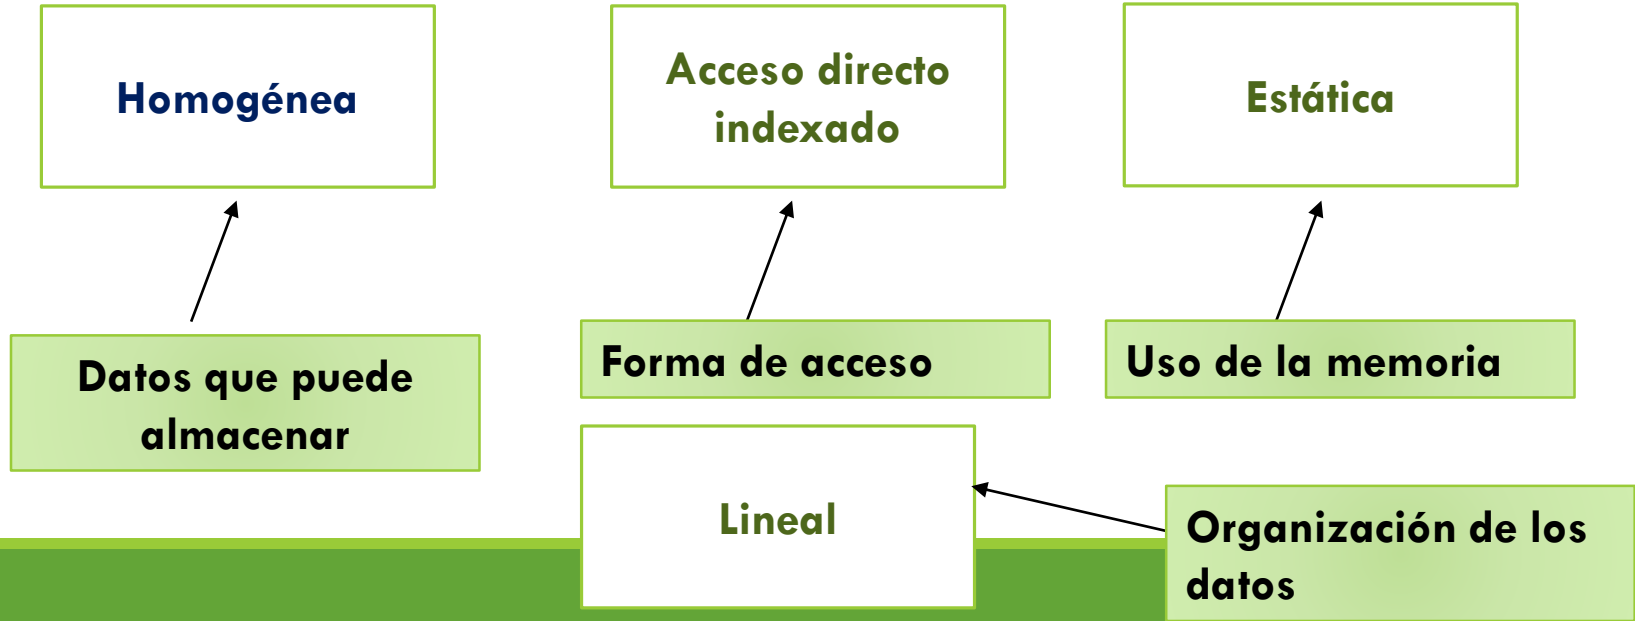 Homogénea
Acceso directo
indexado
Estática
Datos que puede
almacenar
Forma de acceso
Uso de la memoria
Lineal
Organización de los
datos